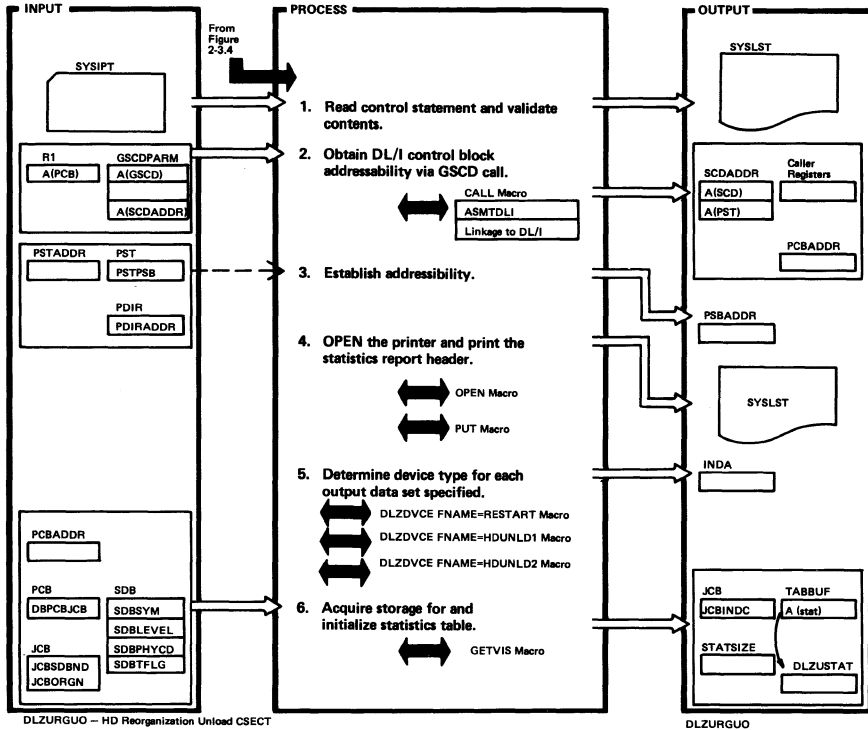 INPUT
PROCESS
OUTPUT
From
Figure
2-3.4
SYSIPT
SYSLST
1. Read control statement and validate
contents.
R1
GSCDPARM
A(PCB)
A(GSCD)
A(SCDADDR)
2. Obtain DL/I control block
addressability via GSCD call.
CALL Macro
ASMTDLI
Linkage to DL/I
SCDADDR
Caller
Registers
A(SCD)
A(PST)
PCBADDR
PSTADDR
PST
PSTPSB
PDIR
PDIRADDR
3. Establish addressibility.
PSBADDR
4. OPEN the printer and print the
statistics report header.
OPEN Macro
PUT Macro
SYSLST
5. Determine device type for each
output data set specified.
DLZDVCE FNAME=RESTART Macro
DLZDVCE FNAME=HDUNLD1 Macro
DLZDVCE FNAME=HDUNLD2 Macro
INDA
PCBADDR
PCB
SDB
DBPCBJCB
SDBSYM
SDBLEVEL
SDBPHYCD
SDBTFLG
JCB
JCBSDBND
JCBORGN
6. Acquire storage for and
initialize statistics table.
GETVIS Macro
JCB
TABBUF
JCBINDC
A (stat)
STATSIZE
DLZUSTAT
DLZURGUO — HD Reorganization Unload CSECT
DLZURGUO